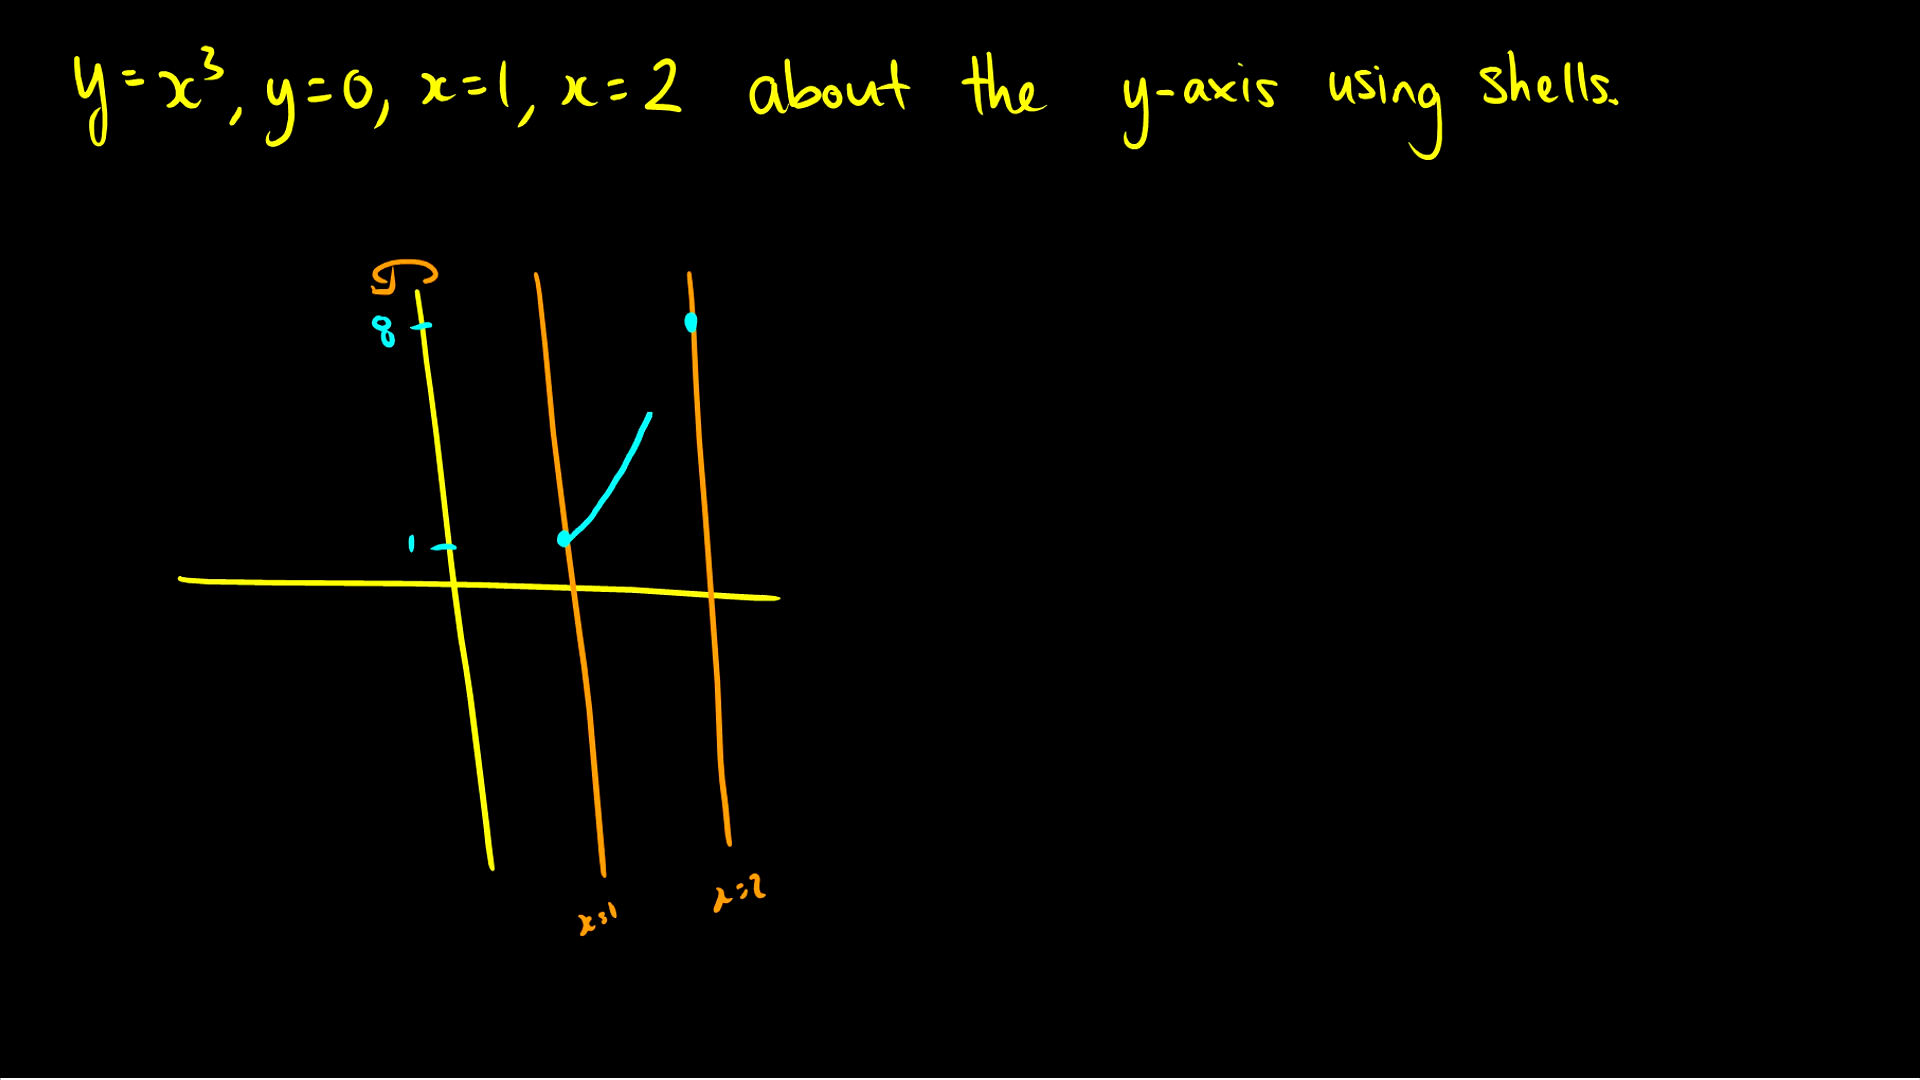 y=x³, y=0, x=1, x=2 about the y-axis using shells.
8
1
x=1
x=2